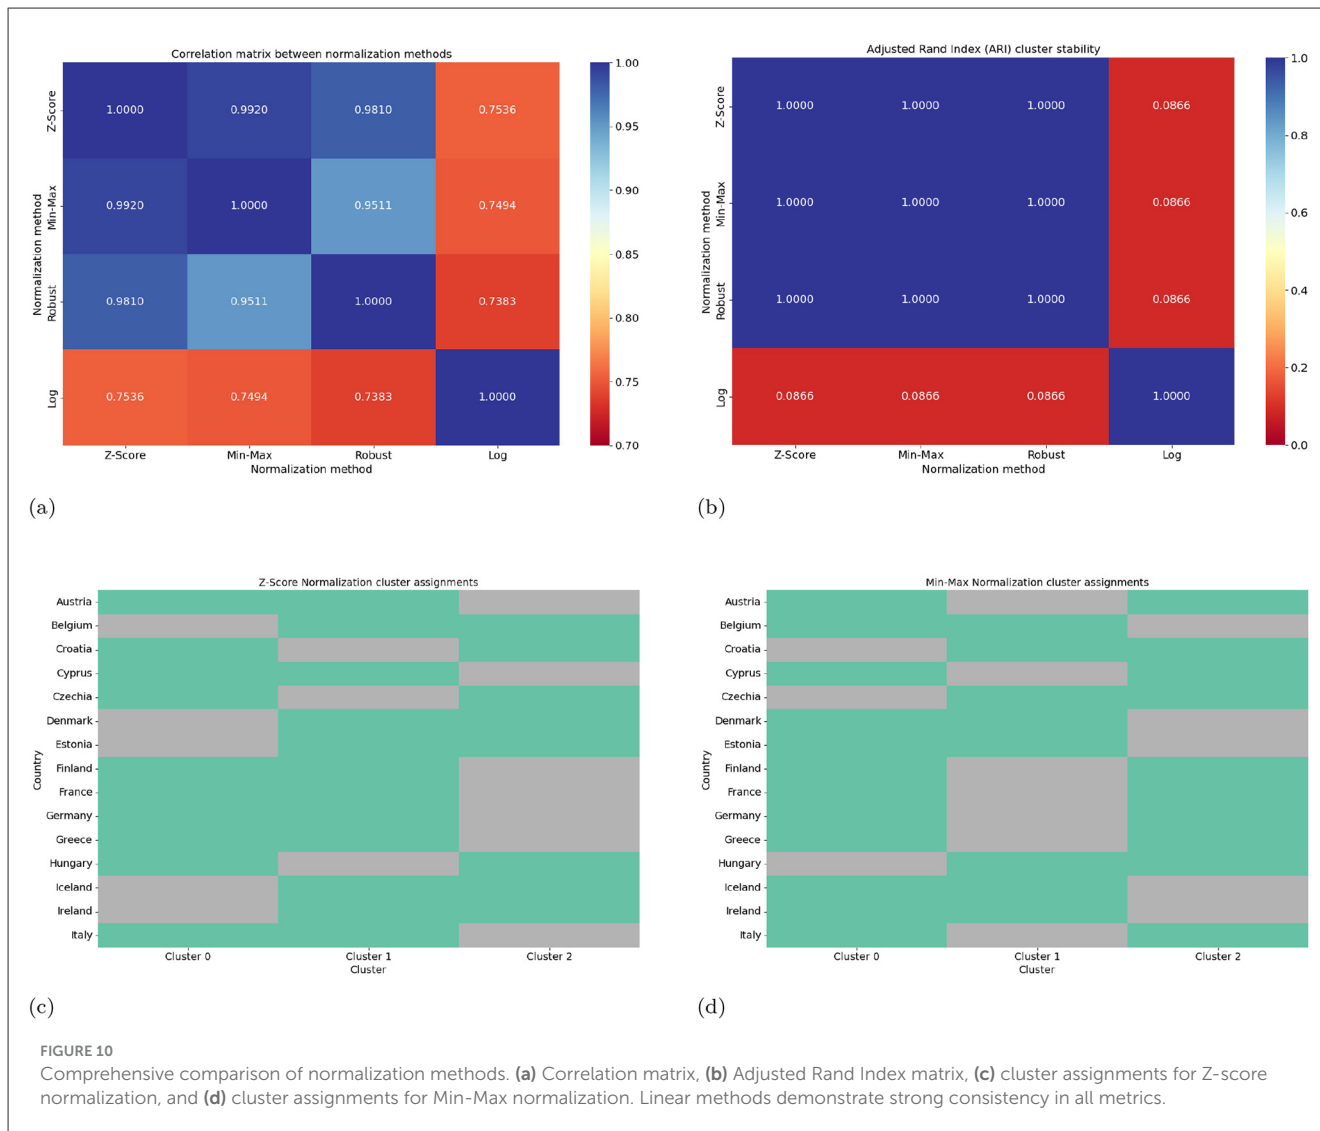 Correlation matrix between normalization methods
Normalization method
Z-Score
Min-Max
Robust
Log
1.0000 0.9920 0.9810 0.7536
0.9920 1.0000 0.9511 0.7494
0.9810 0.9511 1.0000 0.7383
0.7536 0.7494 0.7383 1.0000
Z-Score Min-Max Robust Log
Normalization method
1.00
0.95
0.90
0.85
0.80
0.75
0.70
(a)
Adjusted Rand Index (ARI) cluster stability
Normalization method
Z-Score
Min-Max
Robust
Log
1.0000 1.0000 1.0000 0.0866
1.0000 1.0000 1.0000 0.0866
1.0000 1.0000 1.0000 0.0866
0.0866 0.0866 0.0866 1.0000
Z-Score Min-Max Robust Log
Normalization method
1.0
0.8
0.6
0.4
0.2
0.0
(b)
Z-Score Normalization cluster assignments
Country
Austria
Belgium
Croatia
Cyprus
Czechia
Denmark
Estonia
Finland
France
Germany
Greece
Hungary
Iceland
Ireland
Italy
Cluster 0 Cluster 1 Cluster 2
Cluster
(c)
Min-Max Normalization cluster assignments
Country
Austria
Belgium
Croatia
Cyprus
Czechia
Denmark
Estonia
Finland
France
Germany
Greece
Hungary
Iceland
Ireland
Italy
Cluster 0 Cluster 1 Cluster 2
Cluster
(d)
FIGURE 10
Comprehensive comparison of normalization methods. (a) Correlation matrix, (b) Adjusted Rand Index matrix, (c) cluster assignments for Z-score
normalization, and (d) cluster assignments for Min-Max normalization. Linear methods demonstrate strong consistency in all metrics.